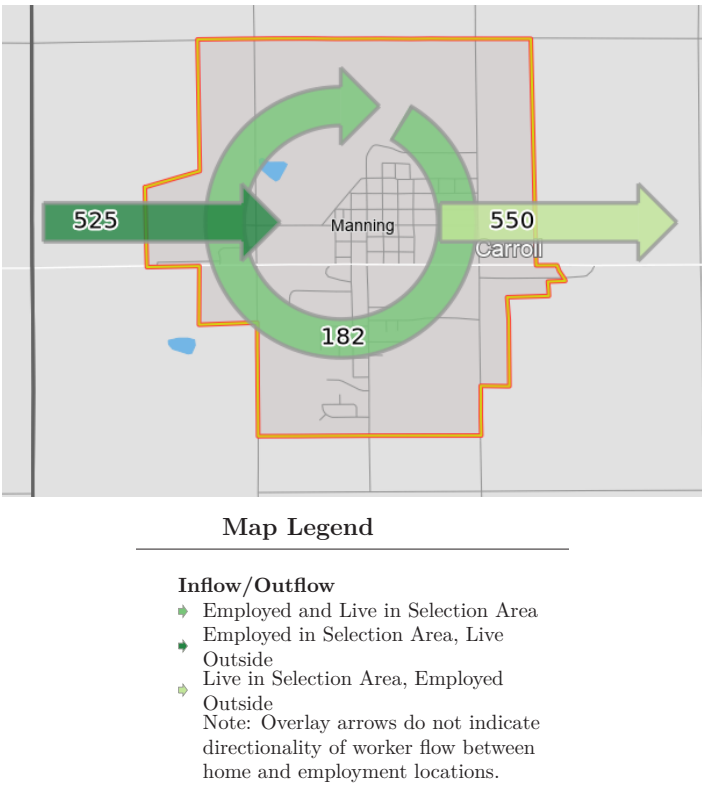 525
Manning
550
Carroll
182
Map Legend
Inflow/Outflow
Employed and Live in Selection Area
Employed in Selection Area, Live
Outside
Live in Selection Area, Employed
Outside
Note: Overlay arrows do not indicate
directionality of worker flow between
home and employment locations.